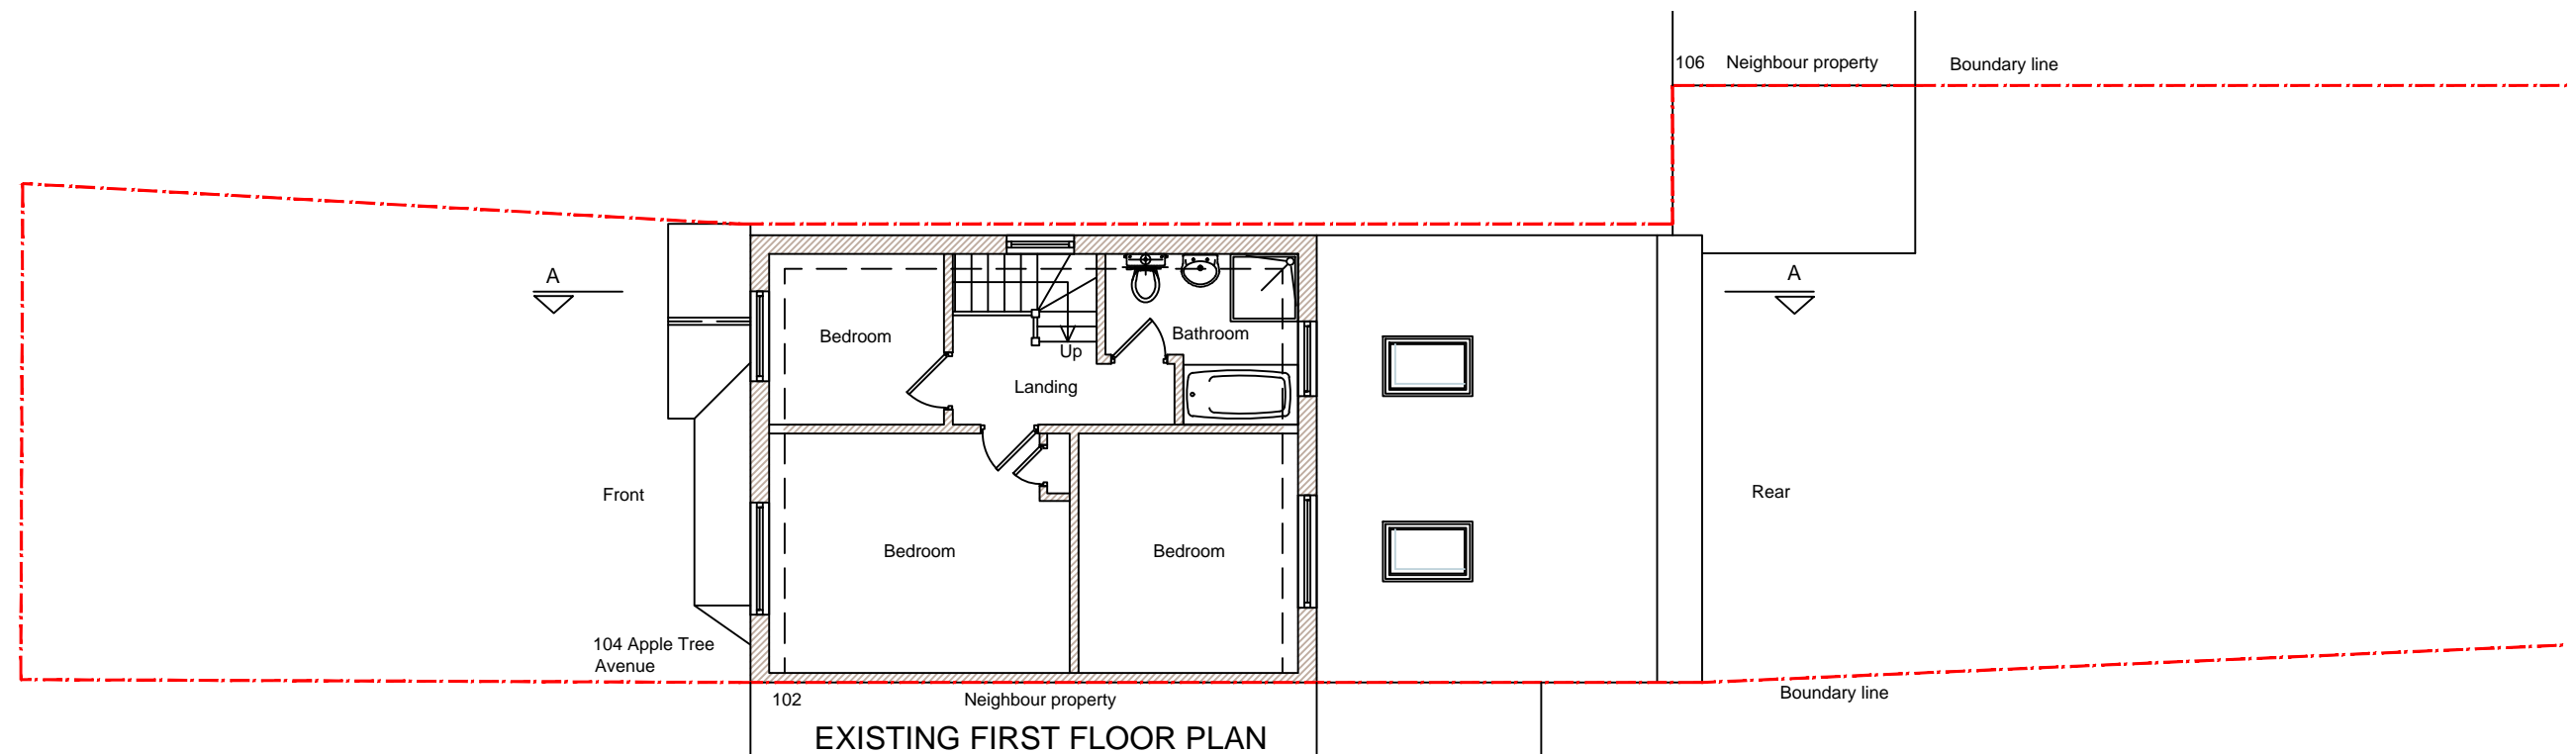 106 Neighbour property
Boundary line
A
A
Bedroom
Bathroom
Up
Landing
Front
Rear
Bedroom
Bedroom
104 Apple Tree
Avenue
102
Neighbour property
Boundary line
EXISTING FIRST FLOOR PLAN